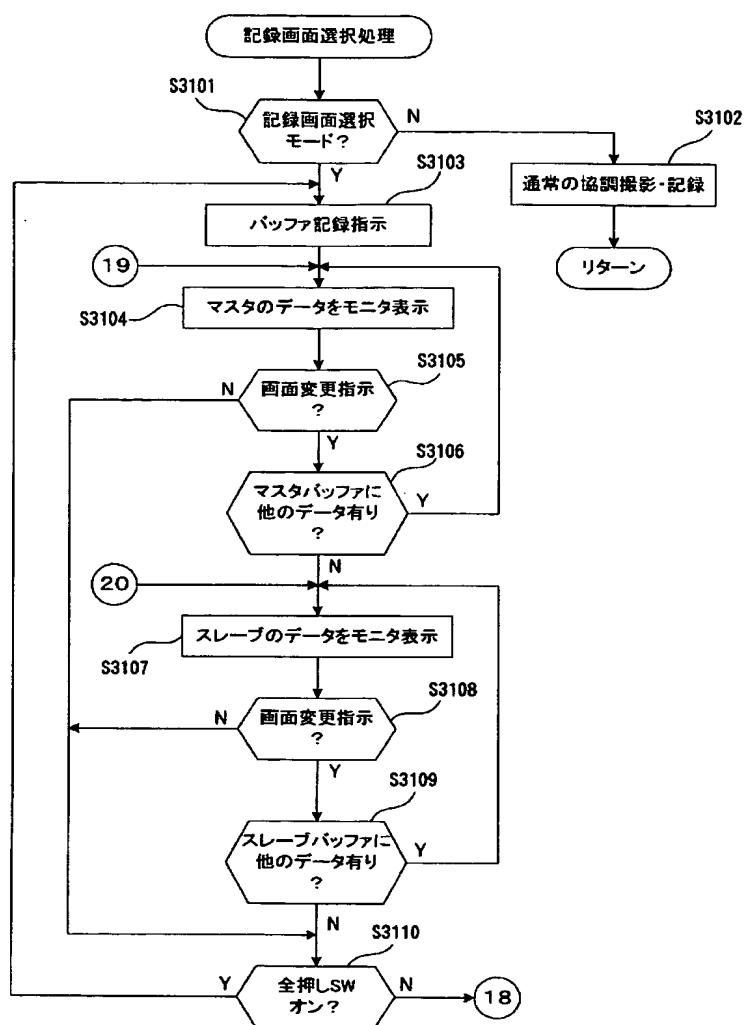 記録画面選択処理
S3101
記録画面選択
モード?
N
S3102
Y
S3103
通常の協調撮影・記録
バッファ記録指示
リターン
19
マスタのデータをモニタ表示
S3104
S3105
N
画面変更指示
?
Y
S3106
マスタバッファに
他のデータ有り
?
Y
N
20
スレーブのデータをモニタ表示
S3107
S3108
N
画面変更指示
?
Y
S3109
スレーブバッファに
他のデータ有り
?
Y
N
S3110
Y
全押しSW
オン?
N
18